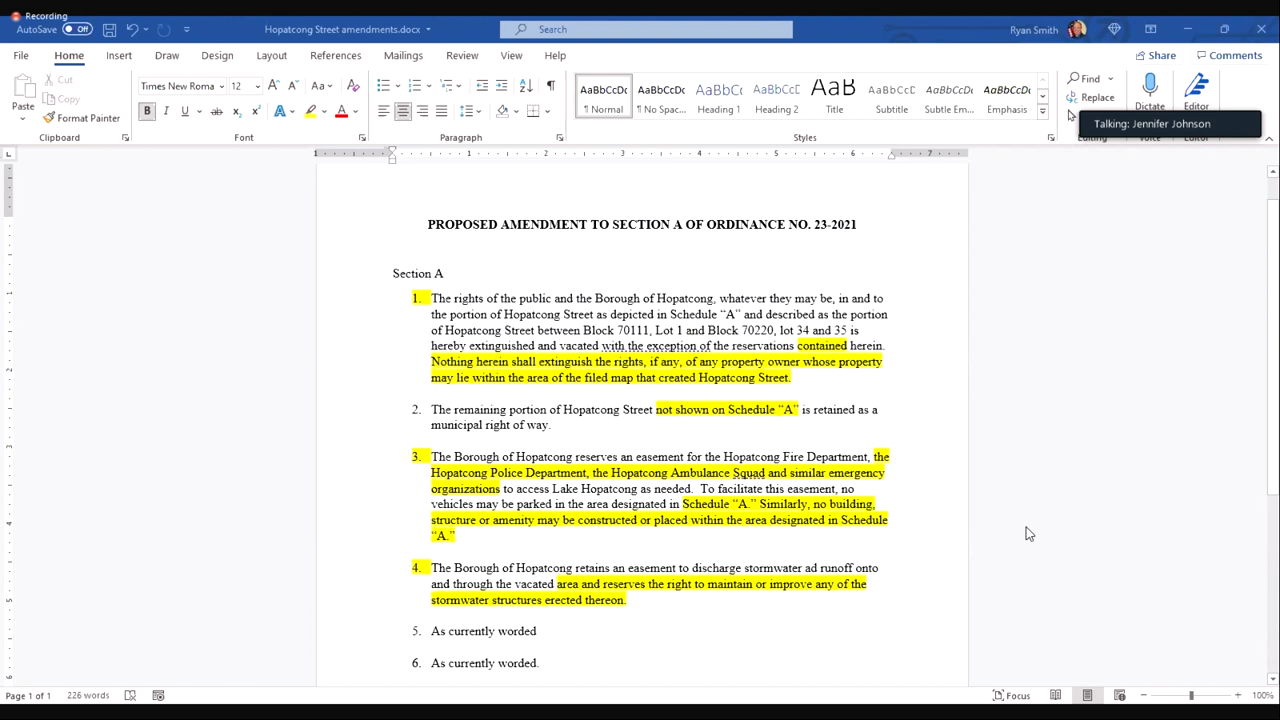 Recording
AutoSave Off Hopatcong Street amendments.docx Search Ryan Smith
File Home Insert Draw Design Layout References Mailings Review View Help Share Comments
Paste Cut Copy Format Painter
Times New Roma 12 Aa
AaBbCcDc AaBbCcDc AaBbCc AaBbCcD AaB AaBbCcD AaBbCcDc AaBbCcDc
¶ Normal ¶ No Spac... Heading 1 Heading 2 Title Subtitle Subtle Em... Emphasis
Find Replace Dictate Editor
Talking: Jennifer Johnson
Clipboard Font Paragraph Styles Editing Editor
1 1 2 3 4 5 6 7
PROPOSED AMENDMENT TO SECTION A OF ORDINANCE NO. 23-2021
Section A
1. The rights of the public and the Borough of Hopatcong, whatever they may be, in and to
the portion of Hopatcong Street as depicted in Schedule “A” and described as the portion
of Hopatcong Street between Block 70111, Lot 1 and Block 70220, lot 34 and 35 is
hereby extinguished and vacated with the exception of the reservations contained herein.
Nothing herein shall extinguish the rights, if any, of any property owner whose property
may lie within the area of the filed map that created Hopatcong Street.
2. The remaining portion of Hopatcong Street not shown on Schedule “A” is retained as a
municipal right of way.
3. The Borough of Hopatcong reserves an easement for the Hopatcong Fire Department, the
Hopatcong Police Department, the Hopatcong Ambulance Squad and similar emergency
organizations to access Lake Hopatcong as needed. To facilitate this easement, no
vehicles may be parked in the area designated in Schedule “A.” Similarly, no building,
structure or amenity may be constructed or placed within the area designated in Schedule
“A.”
4. The Borough of Hopatcong retains an easement to discharge stormwater ad runoff onto
and through the vacated area and reserves the right to maintain or improve any of the
stormwater structures erected thereon.
5. As currently worded
6. As currently worded.
Page 1 of 1 226 words Focus 100%